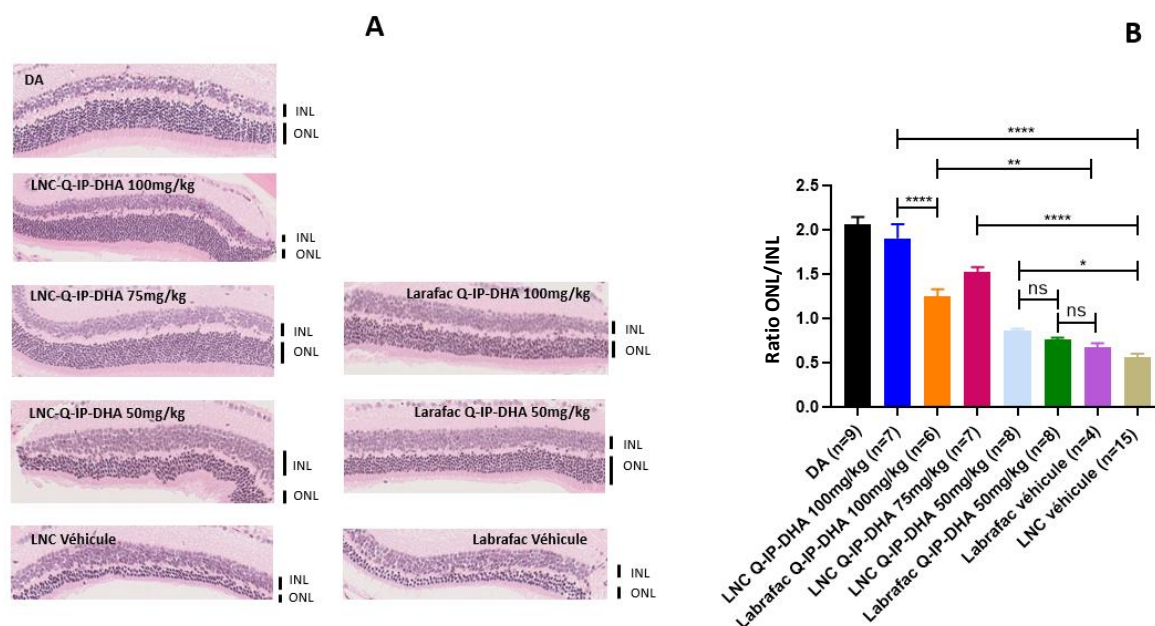 A
DA
INL
ONL
LNC-Q-IP-DHA 100mg/kg
INL
ONL
LNC-Q-IP-DHA 75mg/kg
INL
ONL
LNC-Q-IP-DHA 50mg/kg
INL
ONL
LNC Véhicule
INL
ONL
Larafac Q-IP-DHA 100mg/kg
INL
ONL
Larafac Q-IP-DHA 50mg/kg
INL
ONL
Labrafac Véhicule
INL
ONL
B
****
**
****
****
*
ns
ns
Ratio ONL/INL
2.5
2.0
1.5
1.0
0.5
0.0
DA (n=9)
LNC Q-IP-DHA 100mg/kg (n=7)
Labrafac Q-IP-DHA 100mg/kg (n=6)
LNC Q-IP-DHA 75mg/kg (n=7)
LNC Q-IP-DHA 50mg/kg (n=8)
Labrafac Q-IP-DHA 50mg/kg (n=8)
Labrafac véhicule (n=4)
LNC véhicule (n=15)